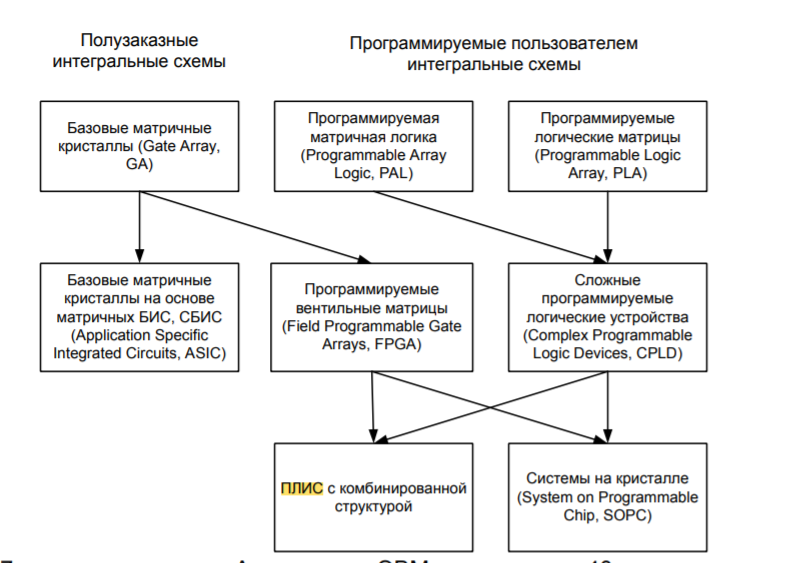 Полузаказные
интегральные схемы
Программируемые пользователем
интегральные схемы
Базовые матричные
кристаллы (Gate Array,
GA)
Программируемая
матричная логика
(Programmable Array
Logic, PAL)
Программируемые
логические матрицы
(Programmable Logic
Array, PLA)
Базовые матричные
кристаллы на основе
матричных БИС, СБИС
(Application Specific
Integrated Circuits, ASIC)
Программируемые
вентильные матрицы
(Field Programmable Gate
Arrays, FPGA)
Сложные
программируемые
логические устройства
(Complex Programmable
Logic Devices, CPLD)
ПЛИС с комбинированной
структурой
Системы на кристалле
(System on Programmable
Chip, SOPC)